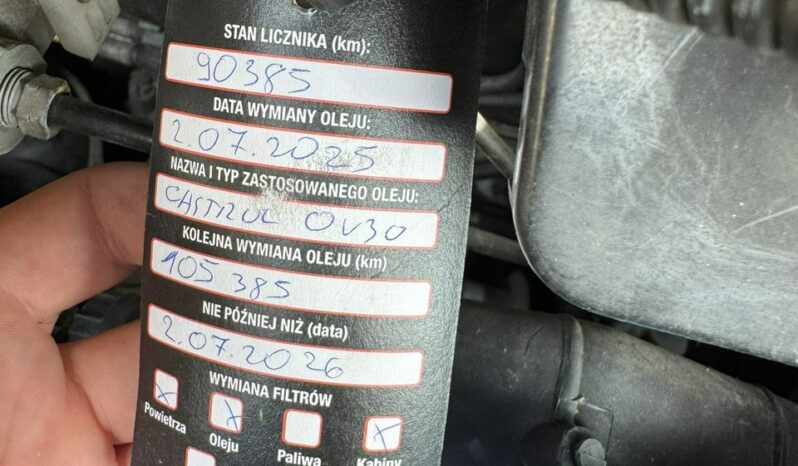 STAN LICZNIKA (km):
90385
DATA WYMIANY OLEJU:
2.07.2025
NAZWA I TYP ZASTOSOWANEGO OLEJU:
CASTROL 0W30
KOLEJNA WYMIANA OLEJU (km)
105 385
NIE PÓŹNIEJ NIŻ (data)
2.07.2026
WYMIANA FILTRÓW
Powietrza Oleju Paliwa Kabiny